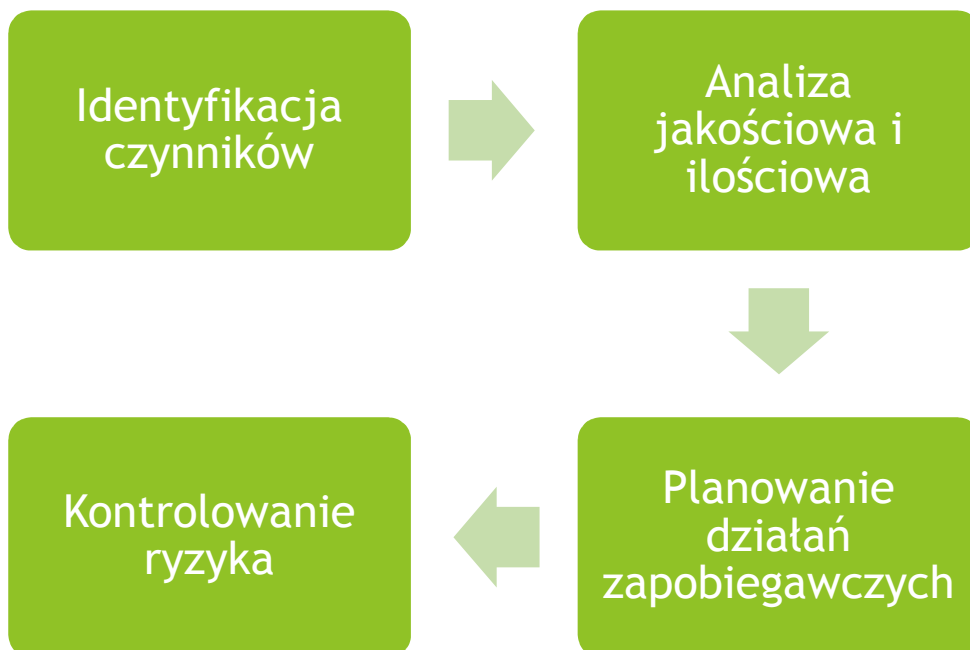 Identyfikacja
czynników
Analiza
jakościowa i
ilościowa
Planowanie
działań
zapobiegawczych
Kontrolowanie
ryzyka